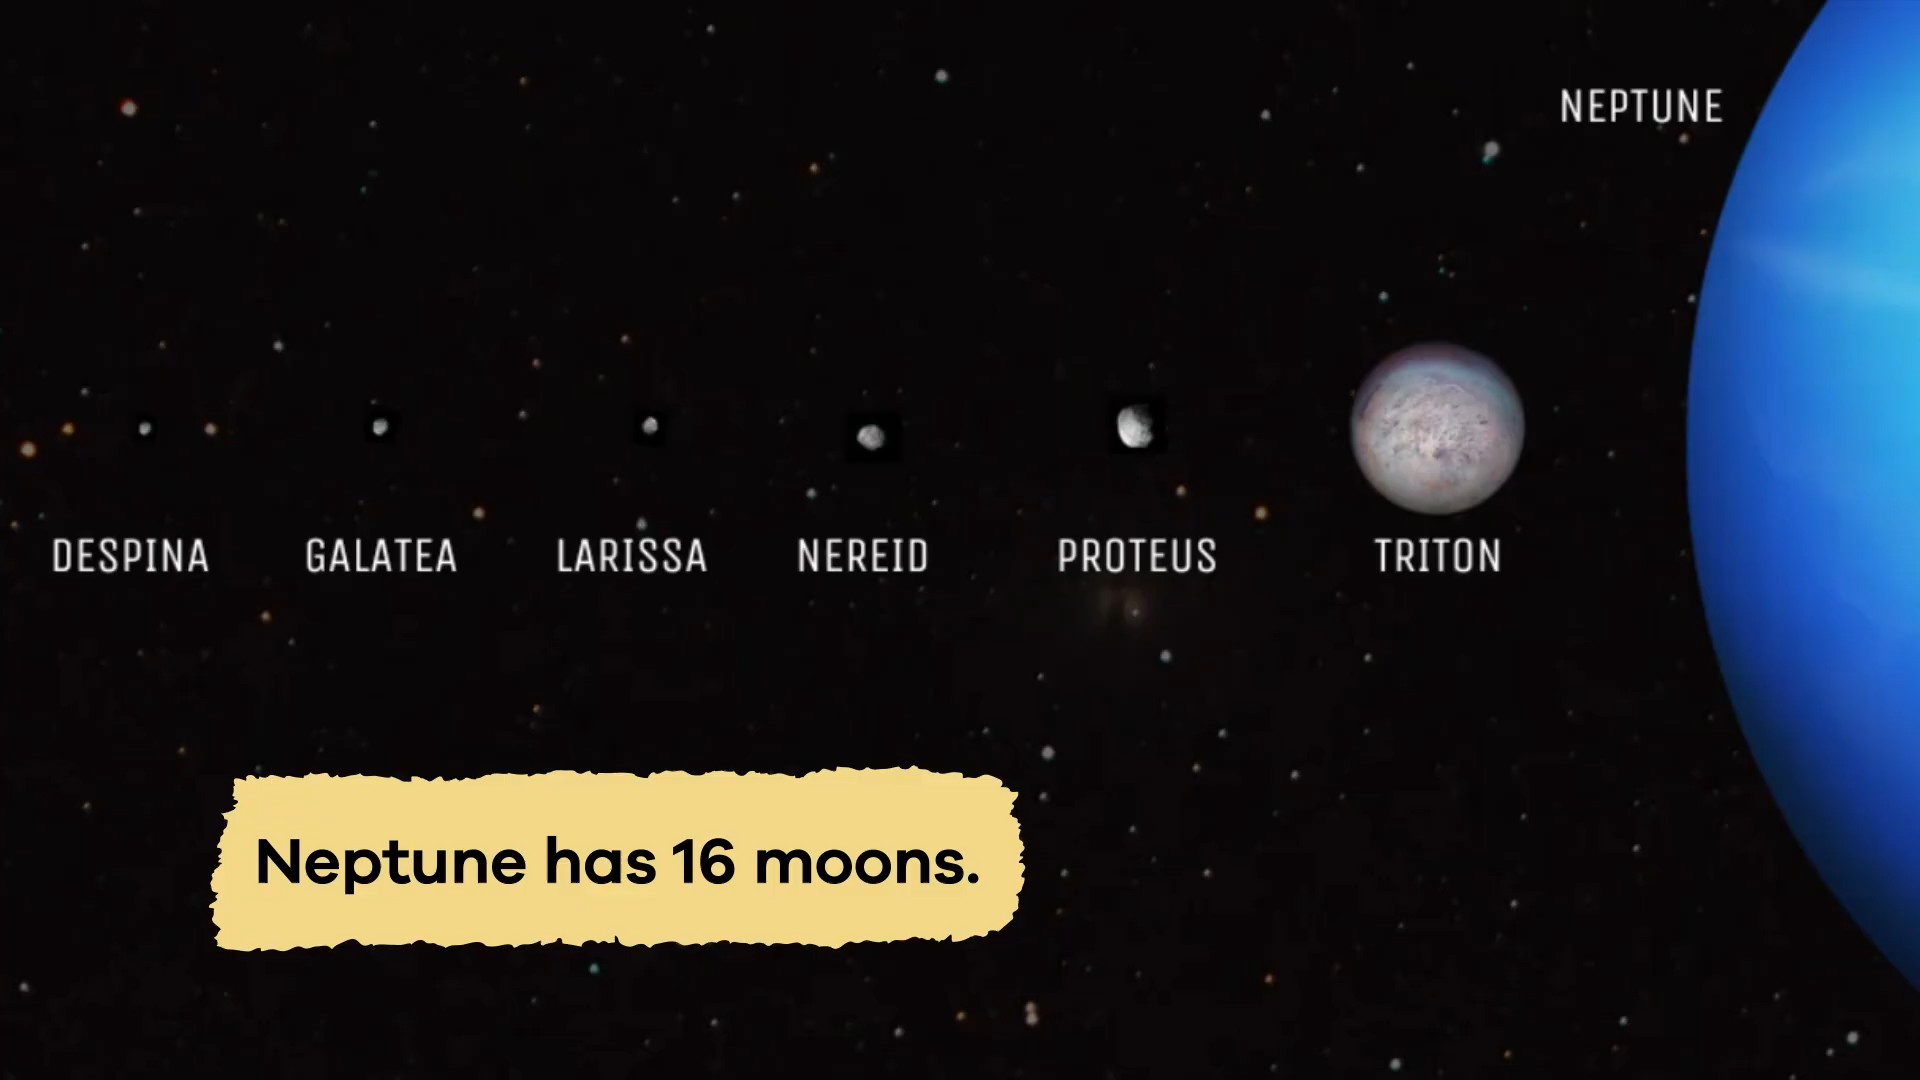 NEPTUNE
DESPINA GALATEA LARISSA NEREID PROTEUS TRITON
Neptune has 16 moons.